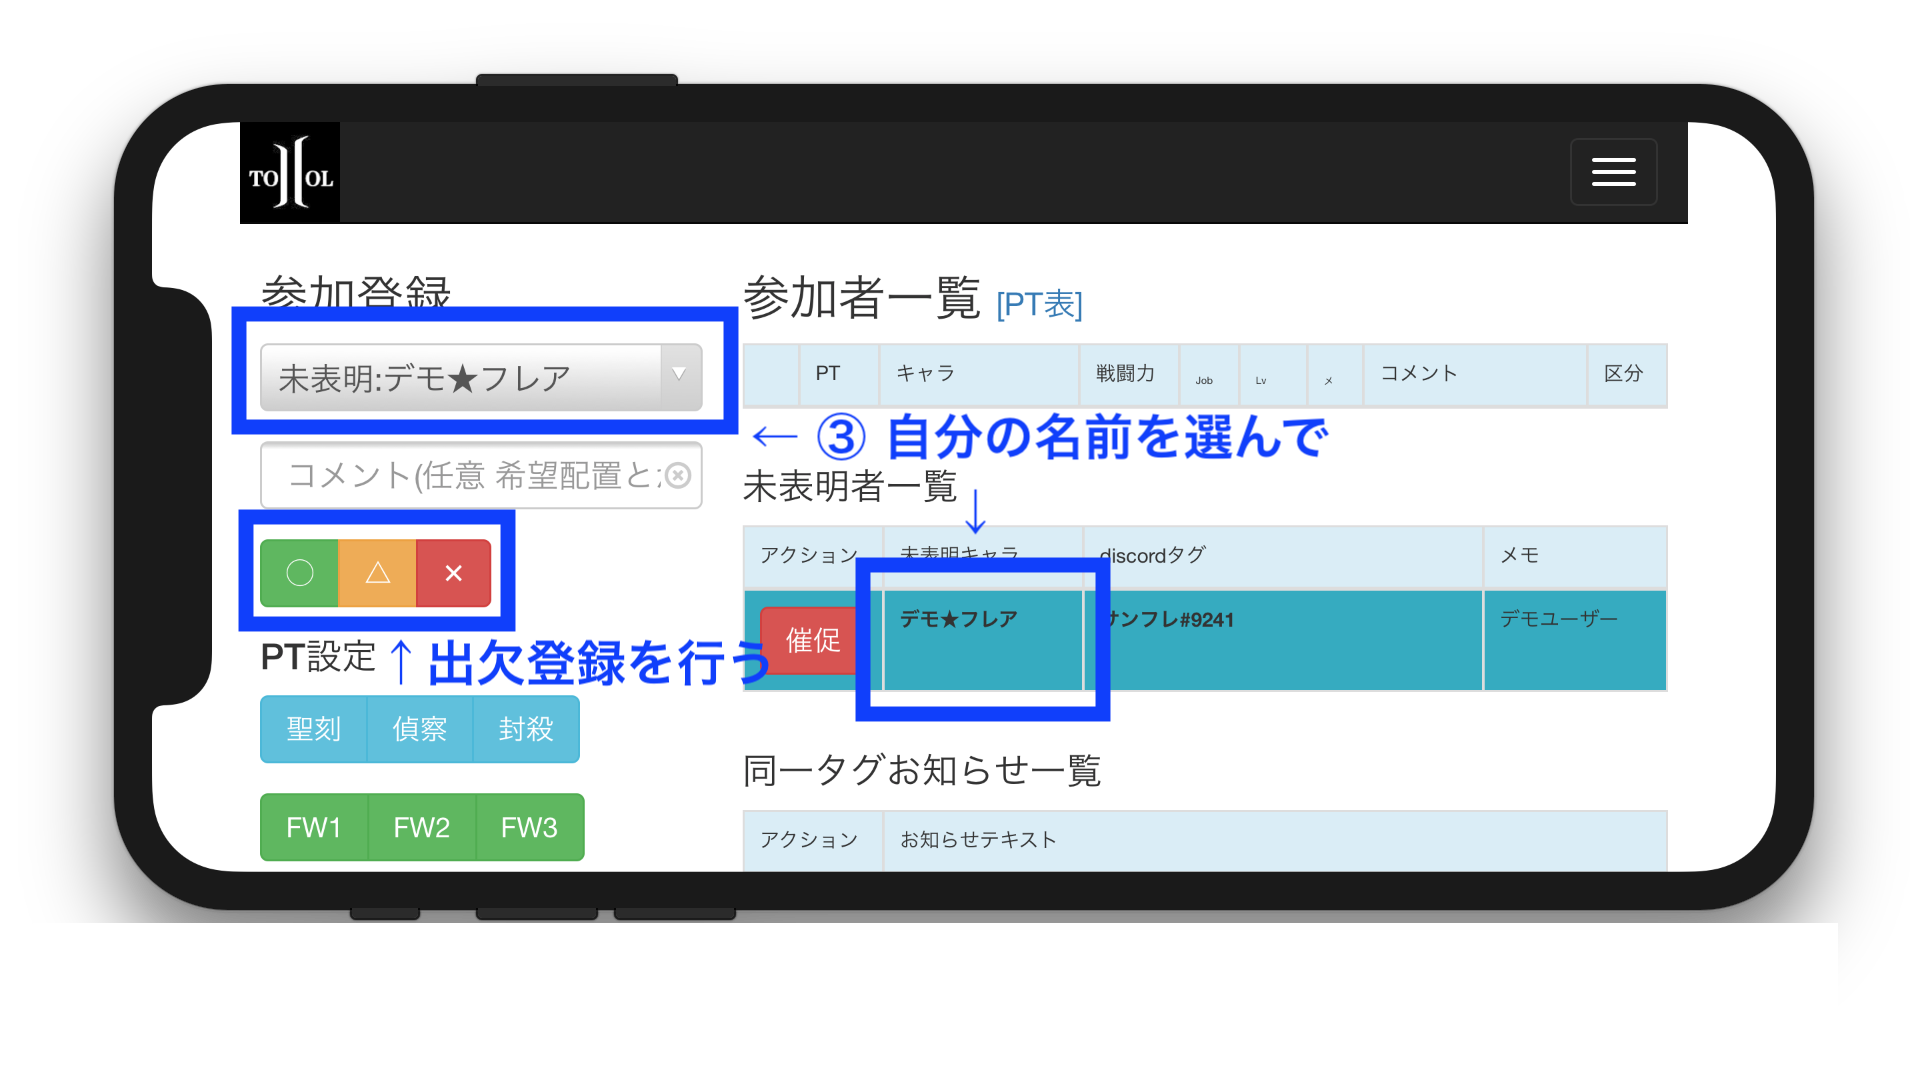 TO OL
参加登録
未表明:デモ★フレア
コメント(任意 希望配置と
○ △ ×
PT設定
↑ 出欠登録を行う
聖刻 偵察 封殺
FW1 FW2 FW3
参加者一覧 [PT表]
PT キャラ 戦闘力 Job Lv メ コメント 区分
← ③ 自分の名前を選んで
未表明者一覧
↓
アクション 未表明キャラ discordタグ メモ
催促 デモ★フレア サンフレ#9241 デモユーザー
同一タグお知らせ一覧
アクション お知らせテキスト